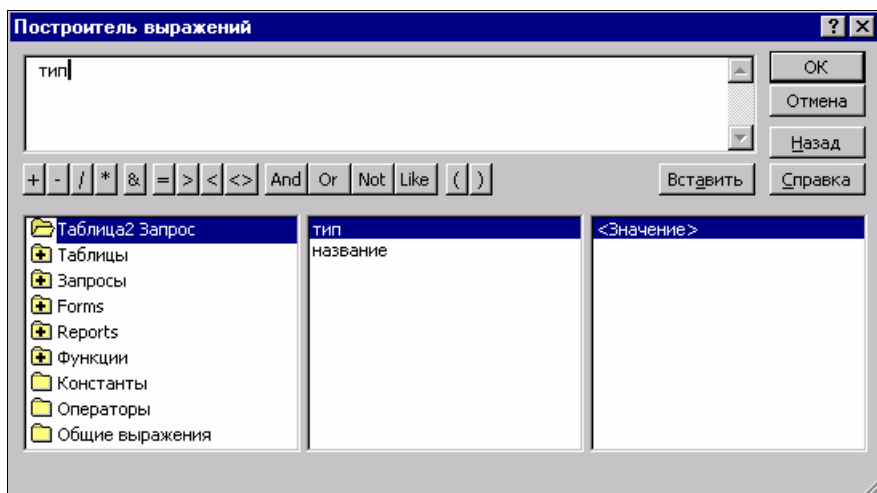 Построитель выражений ? ×
тип
OK
Отмена
Назад
+ - / * & = > < <> And Or Not Like ( ) Вставить Справка
Таблица2 Запрос тип <Значение>
Таблицы название
Запросы
Forms
Reports
Функции
Константы
Операторы
Общие выражения